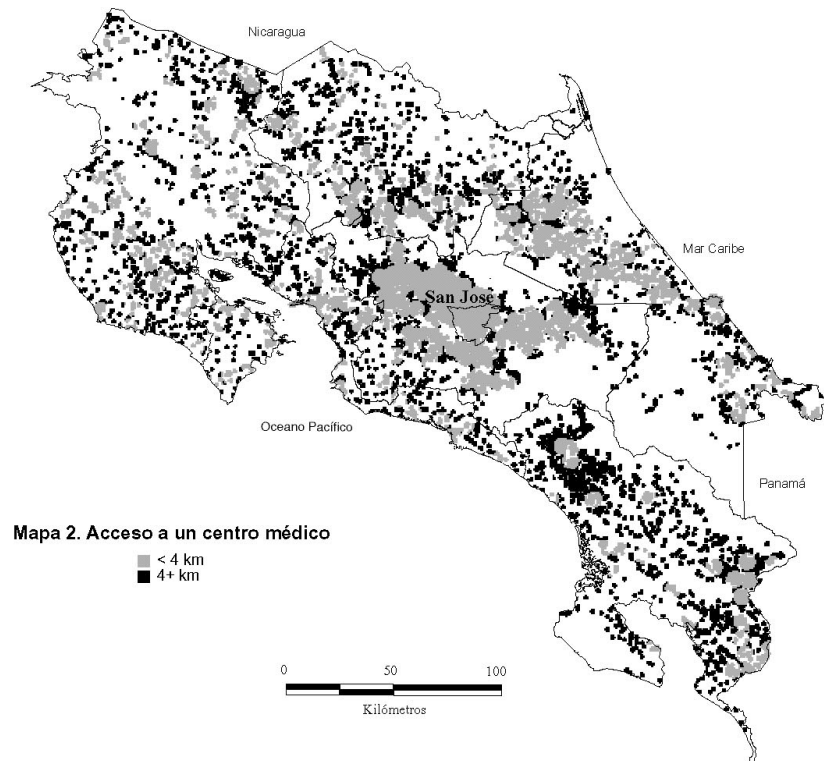 Nicaragua
Mar Caribe
San Jose
Oceano Pacífico
Panamá
Mapa 2. Acceso a un centro médico
< 4 km
4+ km
0 50 100
Kilómetros